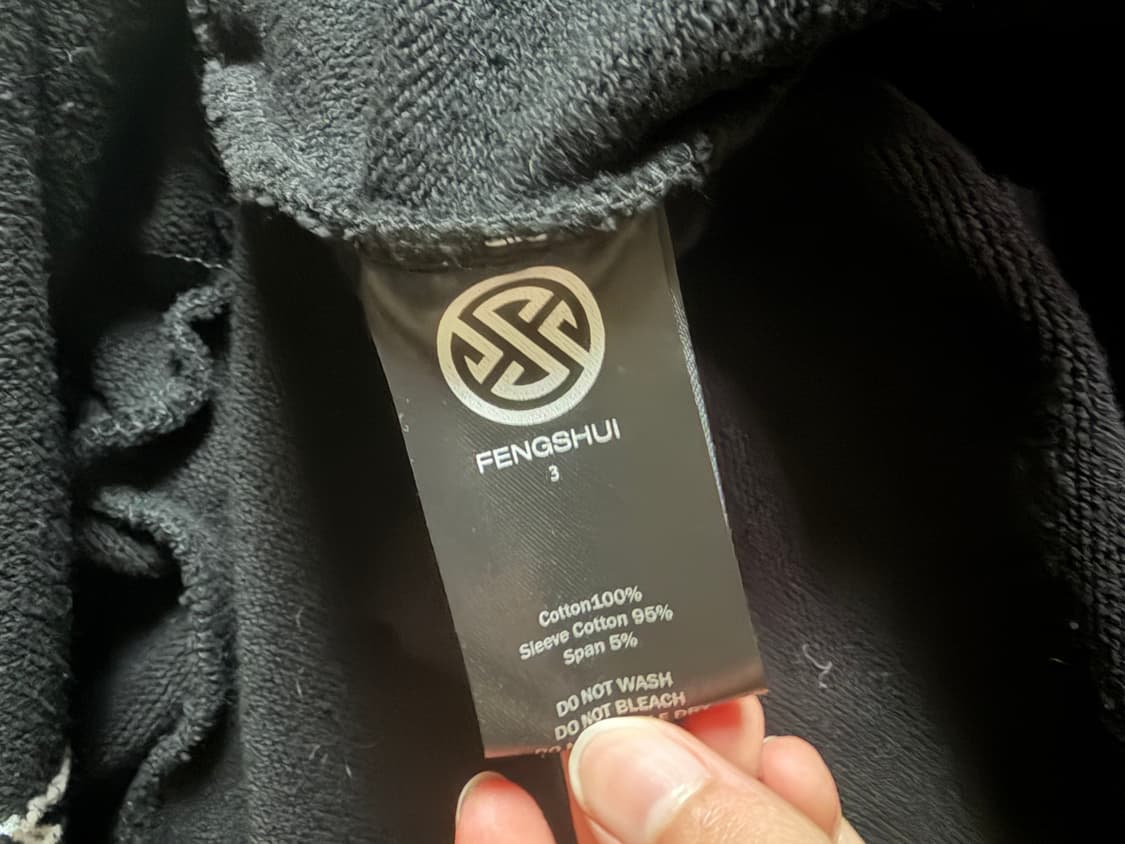 FENGSHUI
3
Cotton100%
Sleeve Cotton 95%
Span 5%
DO NOT WASH
DO NOT BLEACH